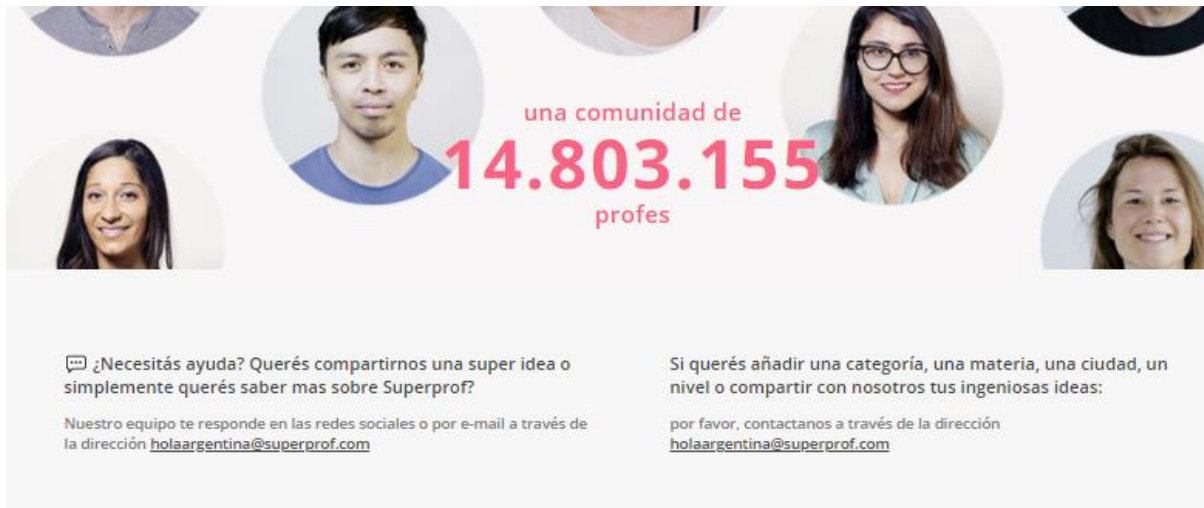 una comunidad de
14.803.155
profes
¿Necesitás ayuda? Querés compartirnos una super idea o
simplemente querés saber mas sobre Superprof?
Nuestro equipo te responde en las redes sociales o por e-mail a través de
la dirección holaargentina@superprof.com
Si querés añadir una categoría, una materia, una ciudad, un
nivel o compartir con nosotros tus ingeniosas ideas:
por favor, contactanos a través de la dirección
holaargentina@superprof.com